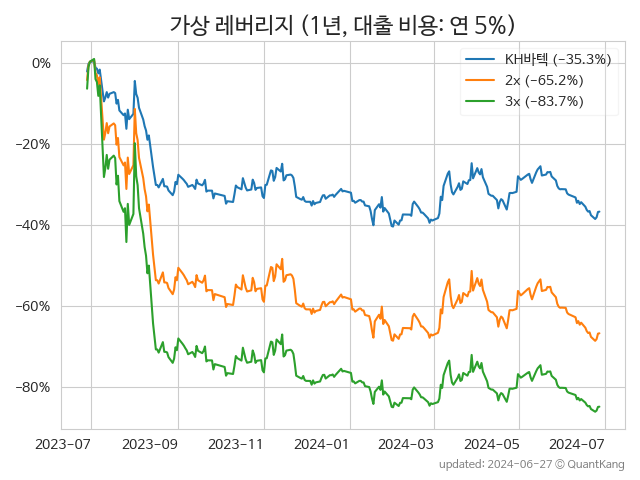 가상 레버리지 (1년, 대출 비용: 연 5%)
KH바텍 (−35.3%)
2x (−65.2%)
3x (−83.7%)
0%
−20%
−40%
−60%
−80%
2023-07 2023-09 2023-11 2024-01 2024-03 2024-05 2024-07
updated: 2024-06-27 © QuantKang